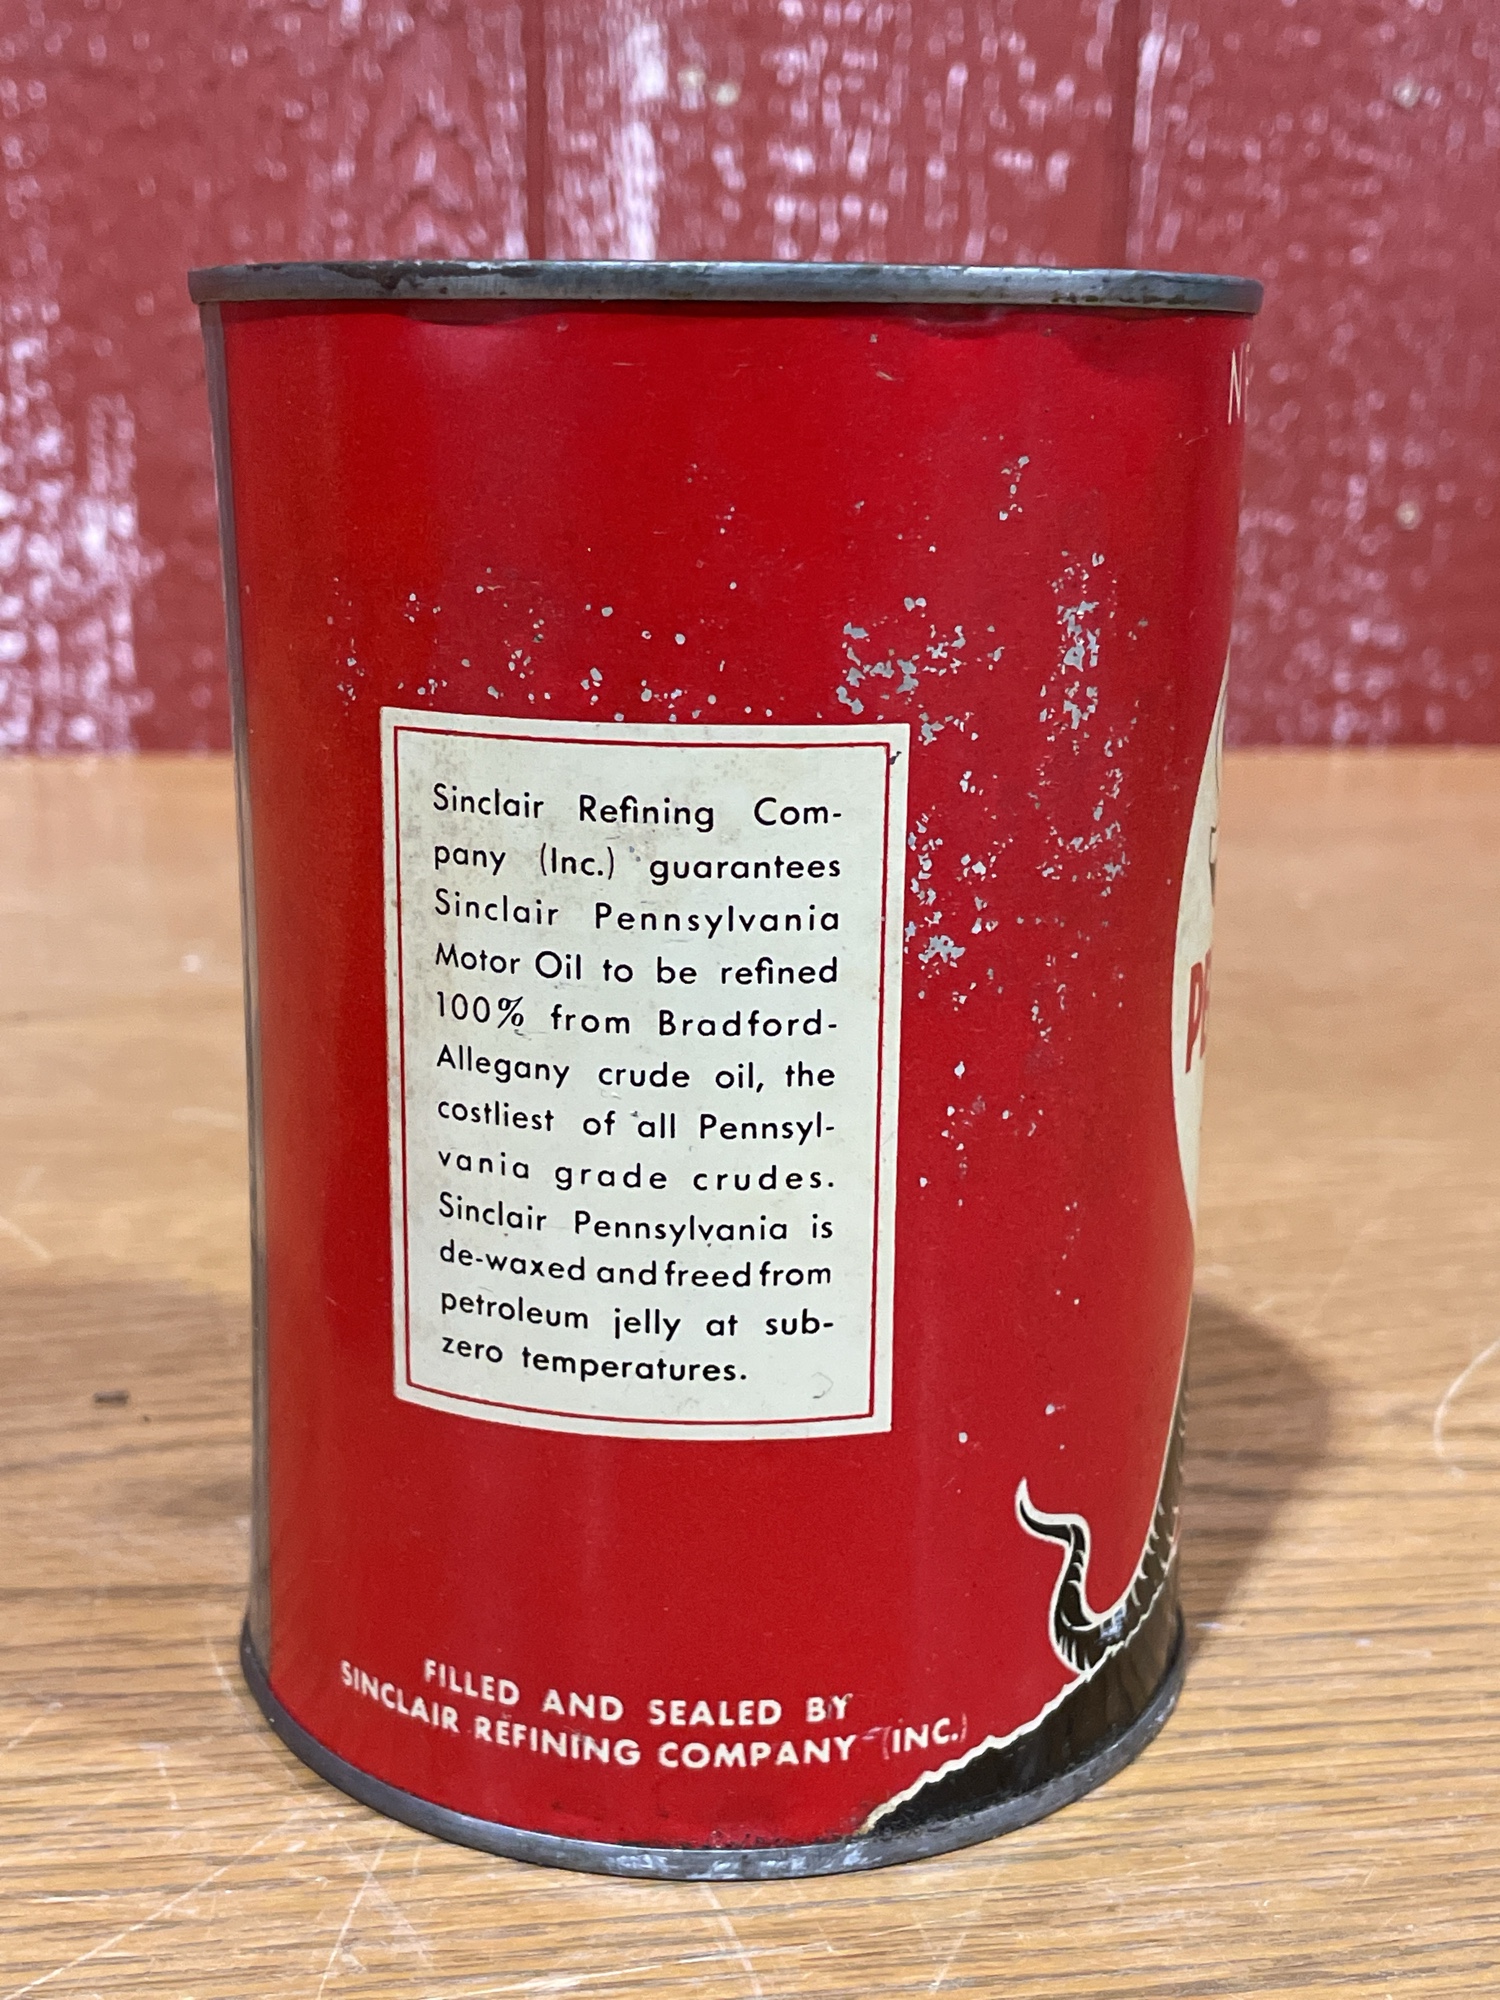 Sinclair Refining Com-
pany (Inc.) guarantees
Sinclair Pennsylvania
Motor Oil to be refined
100% from Bradford-
Allegany crude oil, the
costliest of all Pennsyl-
vania grade crudes.
Sinclair Pennsylvania is
de-waxed and freed from
petroleum jelly at sub-
zero temperatures.
FILLED AND SEALED BY
SINCLAIR REFINING COMPANY (INC.)